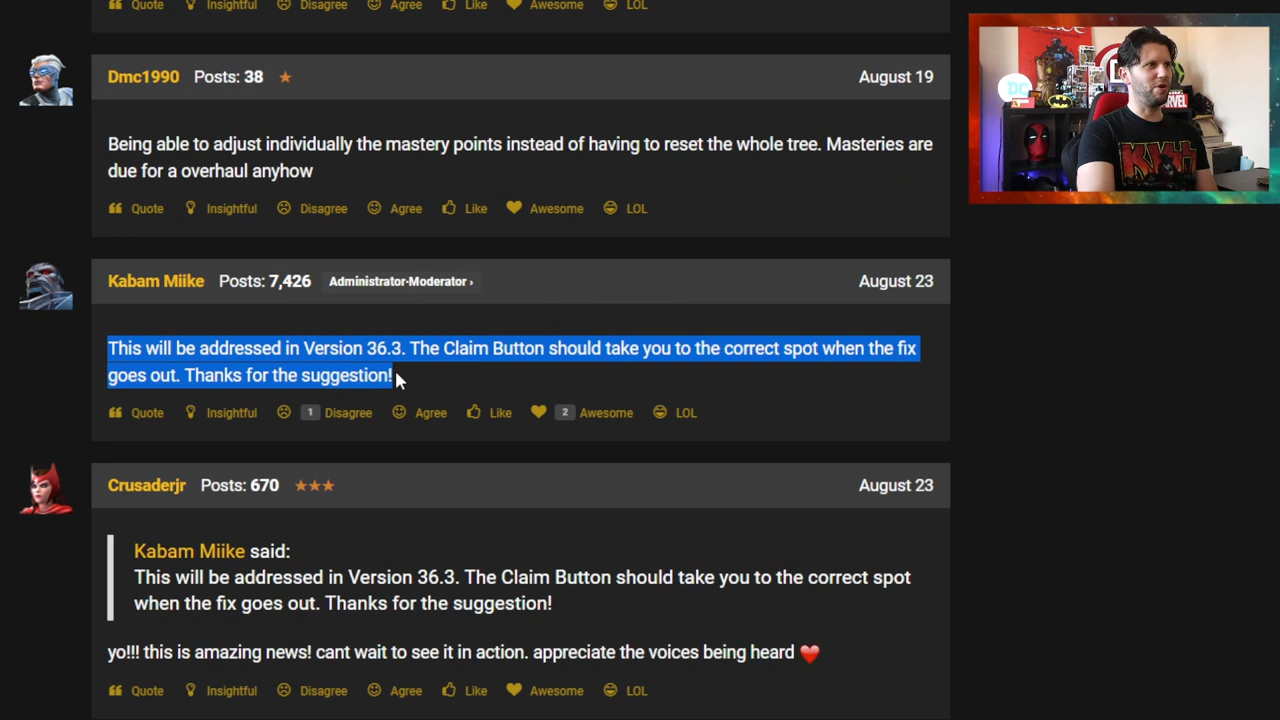 Quote Insightful Disagree Agree Like Awesome LOL
Dmc1990 Posts: 38 August 19
Being able to adjust individually the mastery points instead of having to reset the whole tree. Masteries are
due for a overhaul anyhow
Quote Insightful Disagree Agree Like Awesome LOL
Kabam Miike Posts: 7,426 Administrator·Moderator › August 23
This will be addressed in Version 36.3. The Claim Button should take you to the correct spot when the fix
goes out. Thanks for the suggestion!
Quote Insightful 1 Disagree Agree Like 2 Awesome LOL
Crusaderjr Posts: 670 August 23
Kabam Miike said:
This will be addressed in Version 36.3. The Claim Button should take you to the correct spot
when the fix goes out. Thanks for the suggestion!
yo!!! this is amazing news! cant wait to see it in action. appreciate the voices being heard ❤️
Quote Insightful Disagree Agree Like Awesome LOL
DC
MARVEL